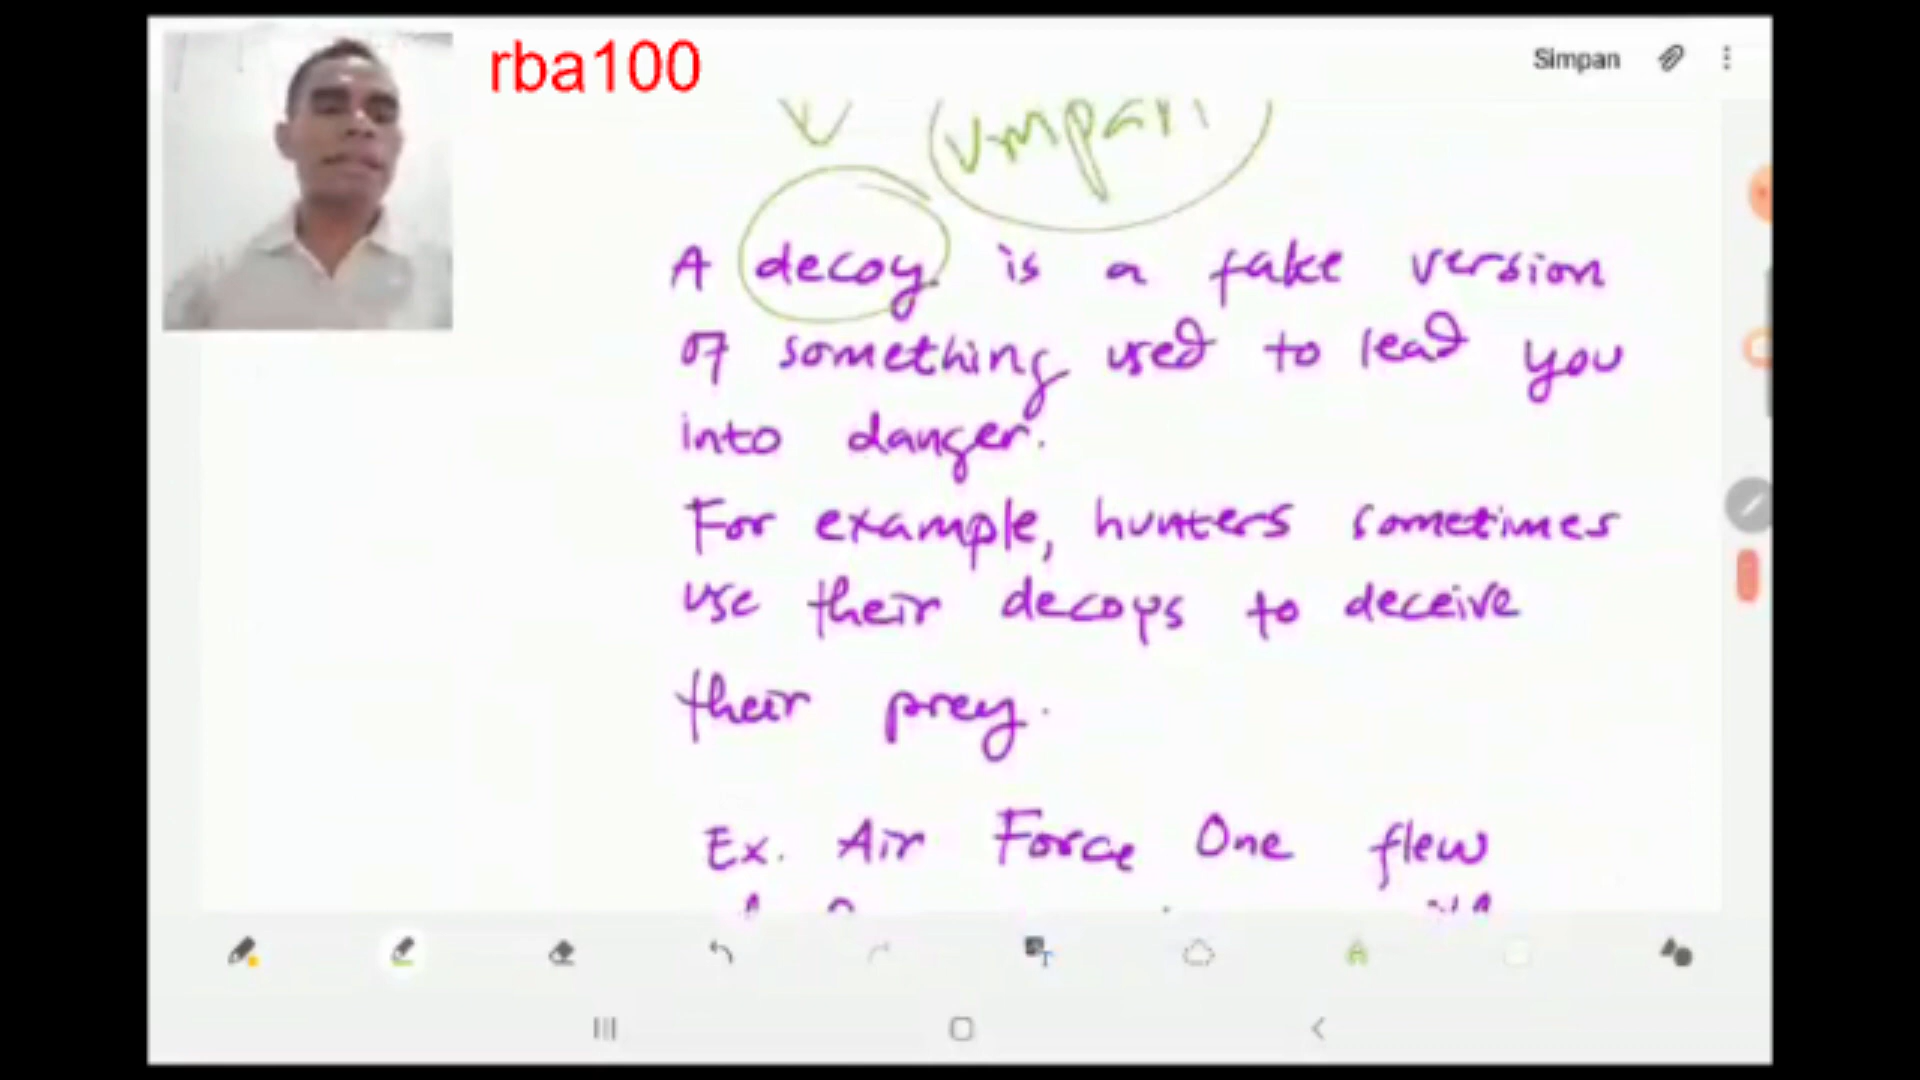 rba100
Simpan
umpan
A decoy is a fake version
of something used to lead you
into danger.
For example, hunters sometimes
use their decoys to deceive
their prey.
Ex. Air Force One flew